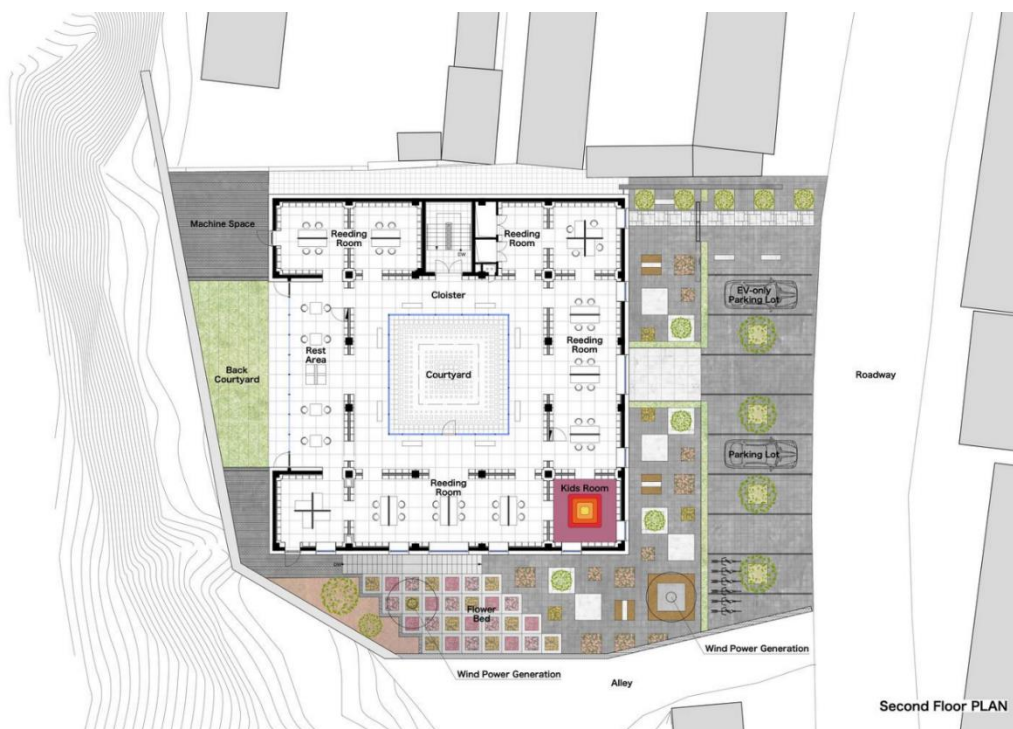 Machine Space
Reeding
Room
Reeding
Room
Cloister
EV-only
Parking Lot
Rest
Area
Reeding
Room
Back
Courtyard
Courtyard
Roadway
Parking Lot
Reeding
Room
Kids Room
Flower
Bed
Wind Power Generation
Wind Power Generation
Alley
Second Floor PLAN